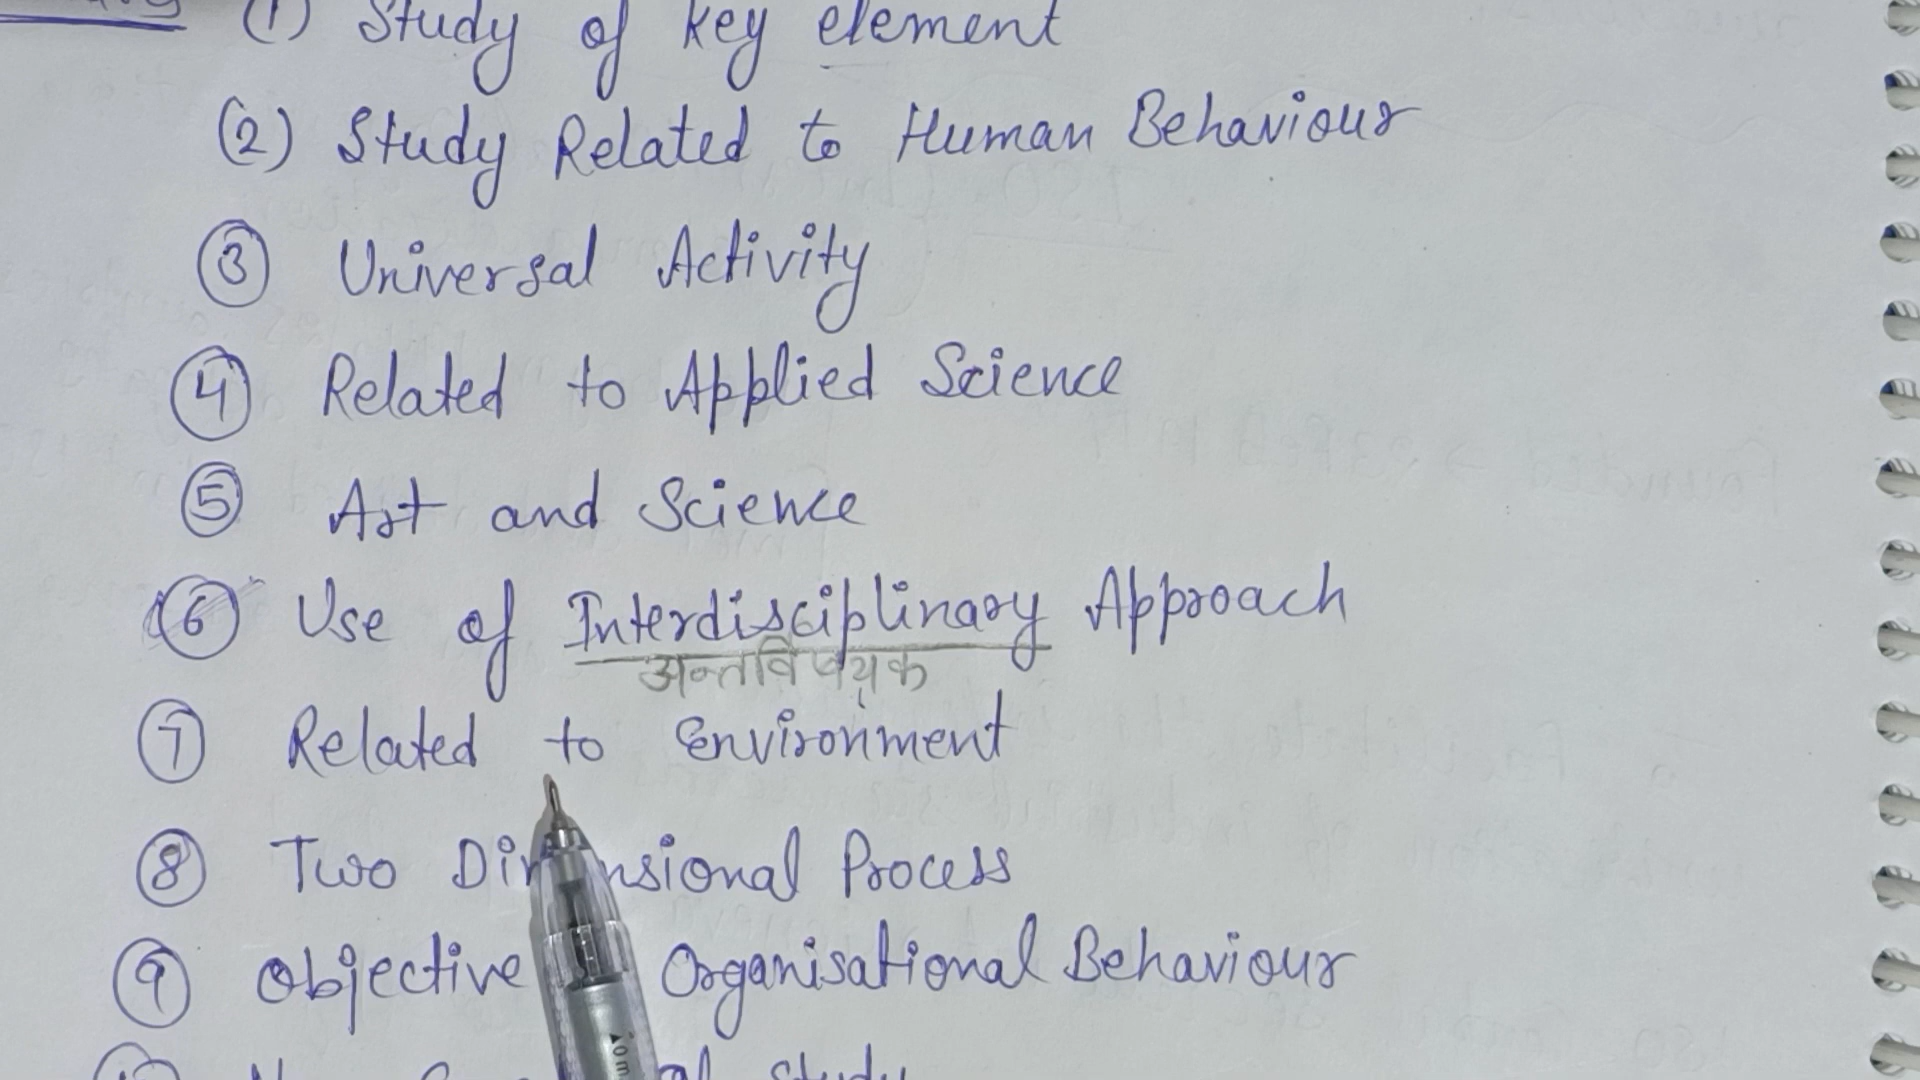 (1) Study of key element
(2) Study Related to Human Behaviour
3 Universal Activity
4 Related to Applied Science
5 Art and Science
6 Use of Interdisciplinary Approach
अन्तर्विषयक
7 Related to Environment
8 Two Dimensional Process
9 Objective Organisational Behaviour
study